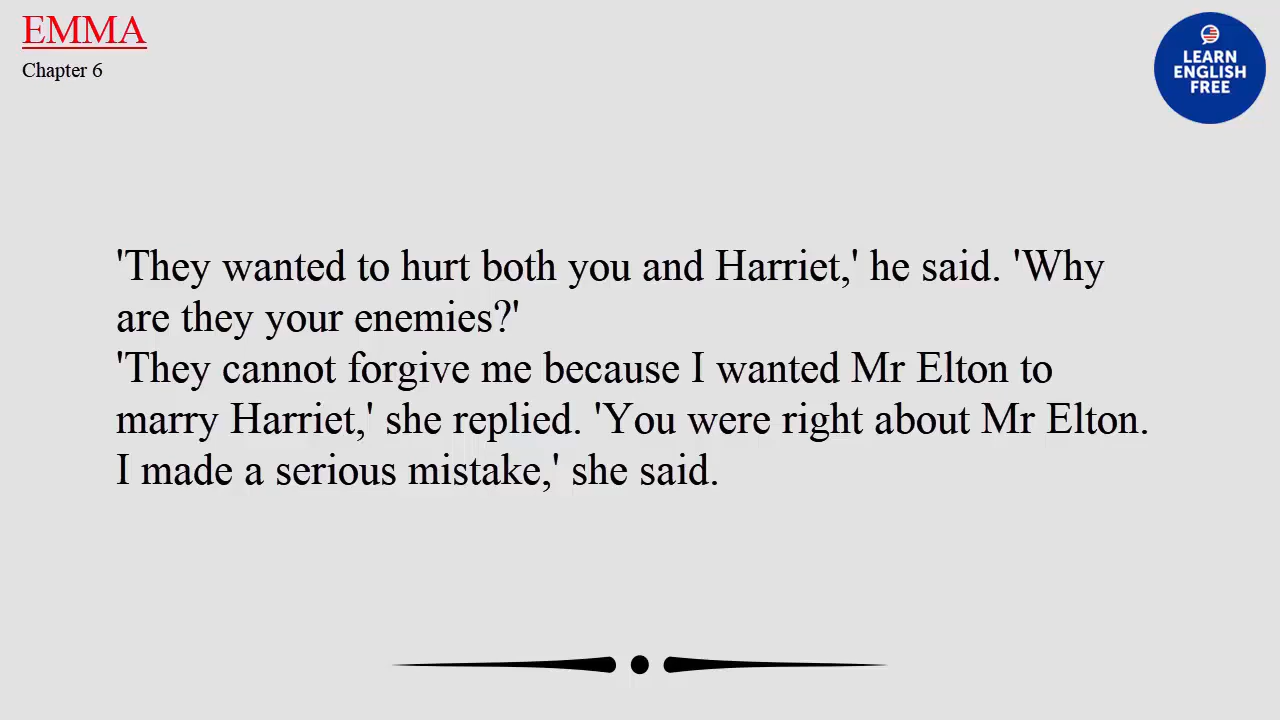 EMMA
Chapter 6
LEARN
ENGLISH
FREE
'They wanted to hurt both you and Harriet,' he said. 'Why
are they your enemies?'
'They cannot forgive me because I wanted Mr Elton to
marry Harriet,' she replied. 'You were right about Mr Elton.
I made a serious mistake,' she said.